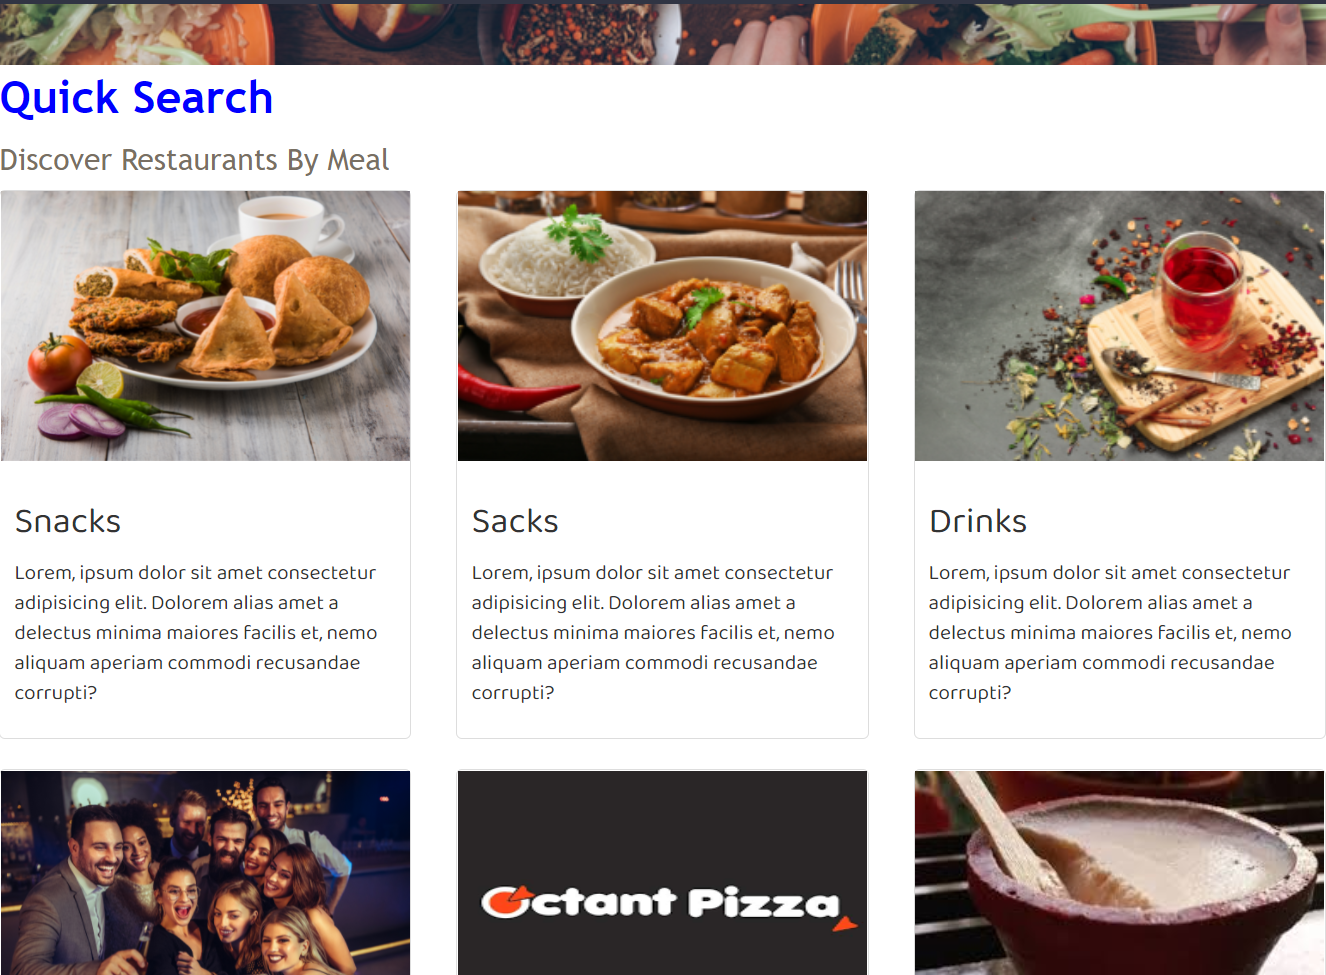 Quick Search
Discover Restaurants By Meal
Snacks
Lorem, ipsum dolor sit amet consectetur
adipisicing elit. Dolorem alias amet a
delectus minima maiores facilis et, nemo
aliquam aperiam commodi recusandae
corrupti?
Sacks
Lorem, ipsum dolor sit amet consectetur
adipisicing elit. Dolorem alias amet a
delectus minima maiores facilis et, nemo
aliquam aperiam commodi recusandae
corrupti?
Drinks
Lorem, ipsum dolor sit amet consectetur
adipisicing elit. Dolorem alias amet a
delectus minima maiores facilis et, nemo
aliquam aperiam commodi recusandae
corrupti?
Octant Pizza